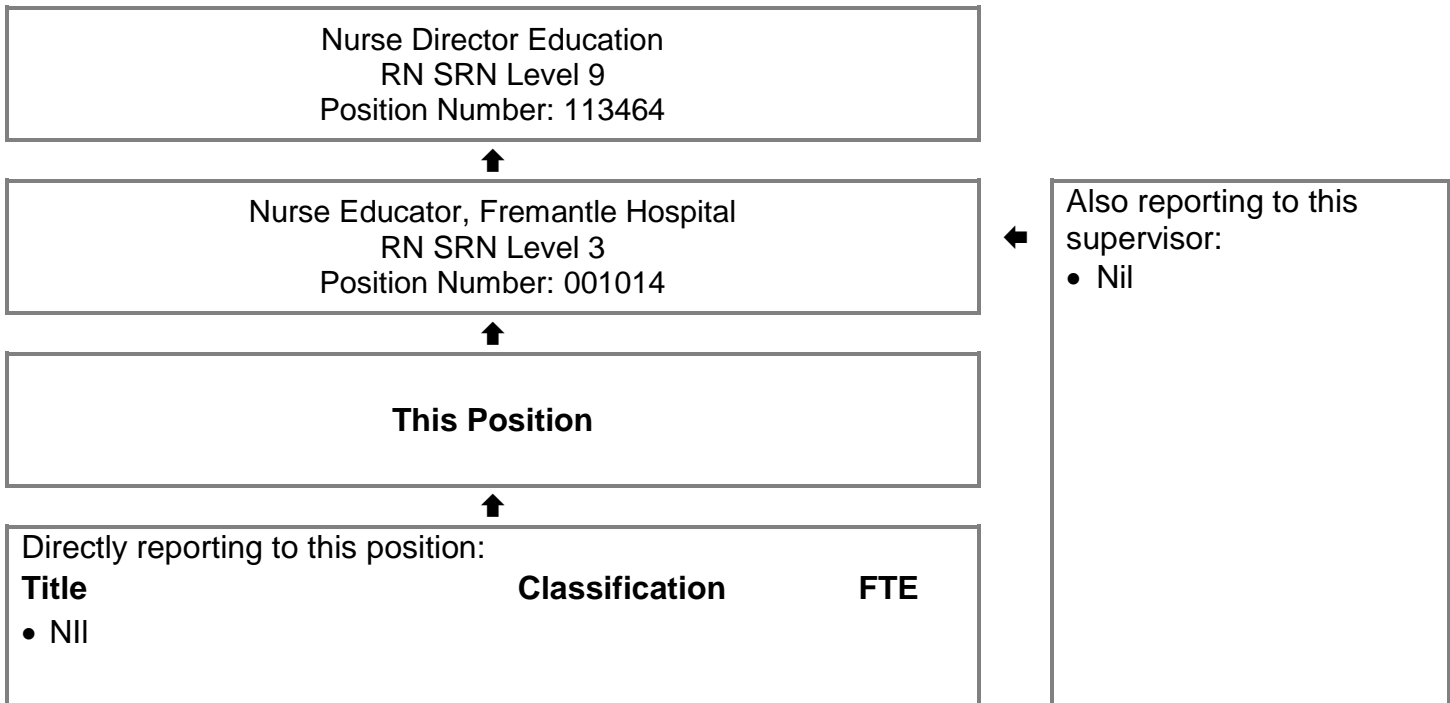 Nurse Director Education
RN SRN Level 9
Position Number: 113464
Nurse Educator, Fremantle Hospital
RN SRN Level 3
Position Number: 001014
Also reporting to this
supervisor:
• Nil
This Position
Directly reporting to this position:
Title Classification FTE
• NIl